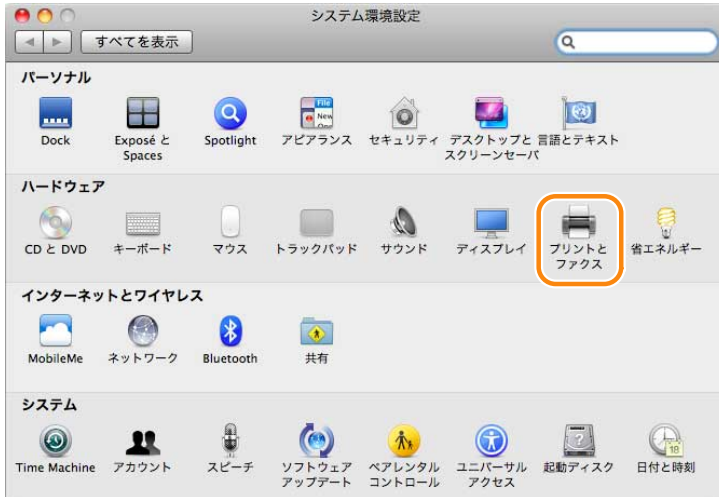 システム環境設定
すべてを表示
パーソナル
Dock
Exposé と
Spaces
Spotlight
File
New
アピアランス
セキュリティ
デスクトップと
スクリーンセーバ
言語とテキスト
ハードウェア
CD と DVD
キーボード
マウス
トラックパッド
サウンド
ディスプレイ
プリントと
ファクス
省エネルギー
インターネットとワイヤレス
MobileMe
ネットワーク
Bluetooth
共有
システム
Time Machine
アカウント
スピーチ
ソフトウェア
アップデート
ペアレンタル
コントロール
ユニバーサル
アクセス
?
起動ディスク
18
日付と時刻